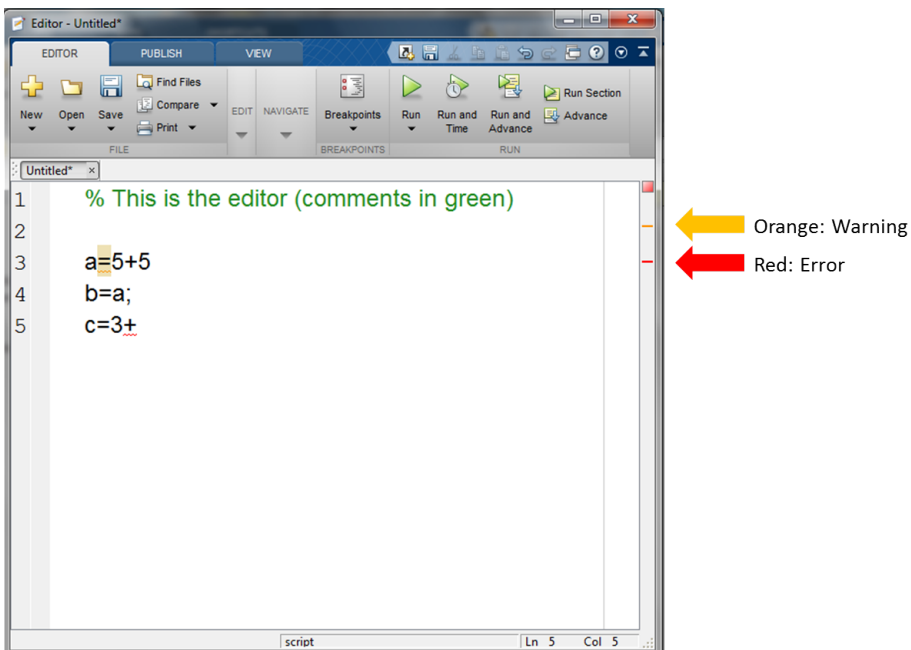 Editor - Untitled*
EDITOR PUBLISH VIEW
New Open Save Find Files Compare Print
EDIT NAVIGATE
Breakpoints
Run Run and Time Run and Advance Run Section Advance
FILE BREAKPOINTS RUN
Untitled* ×
1 % This is the editor (comments in green)
2
3 a=5+5
4 b=a;
5 c=3+
Orange: Warning
Red: Error
script Ln 5 Col 5